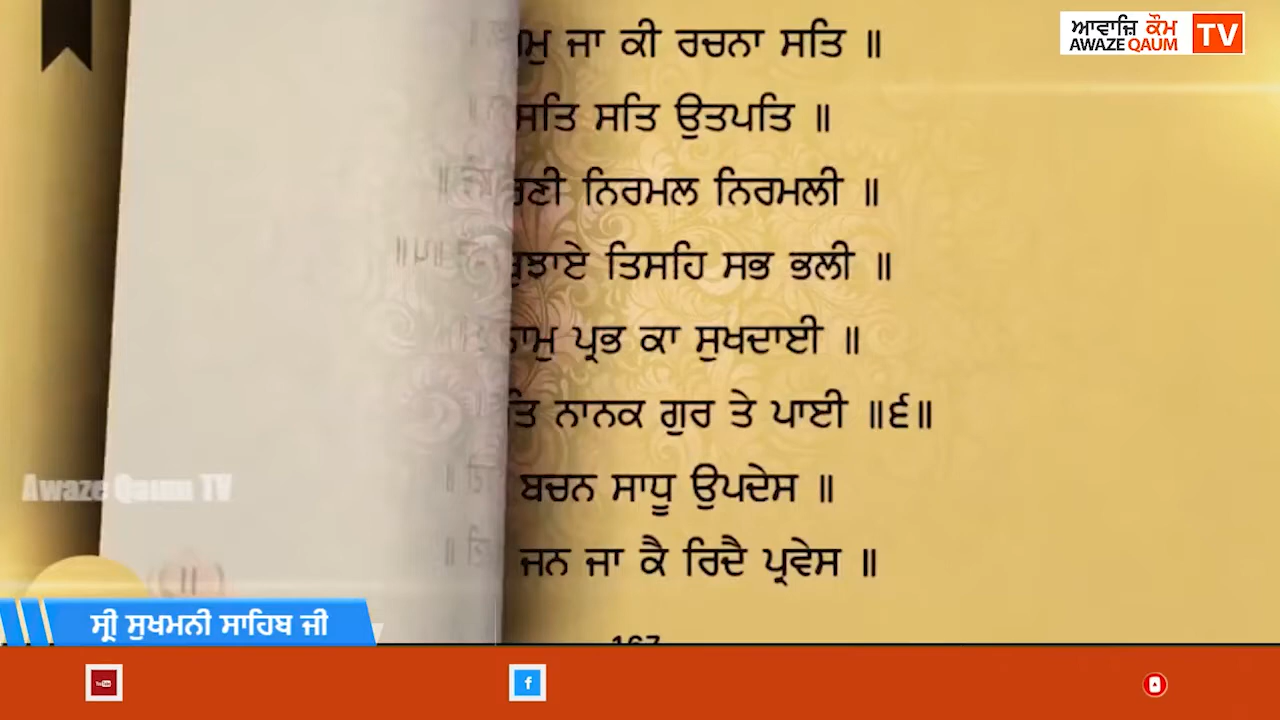 ਆਵਾਜ਼ਿ ਕੌਮ
AWAZE QAUM TV
ਜਾ ਕੀ ਰਚਨਾ ਸਤਿ ॥
ਸਤਿ ਸਤਿ ਉਤਪਤਿ ॥
ਨਿਰਮਲ ਨਿਰਮਲੀ ॥
ਤਿਸਹਿ ਸਭ ਭਲੀ ॥
ਪ੍ਰਭ ਕਾ ਸੁਖਦਾਈ ॥
ਨਾਨਕ ਗੁਰ ਤੇ ਪਾਈ ॥੬॥
ਬਚਨ ਸਾਧੂ ਉਪਦੇਸ ॥
ਜਨ ਜਾ ਕੈ ਰਿਦੈ ਪ੍ਰਵੇਸ ॥
Awaze Qaum TV
ਸ੍ਰੀ ਸੁਖਮਨੀ ਸਾਹਿਬ ਜੀ